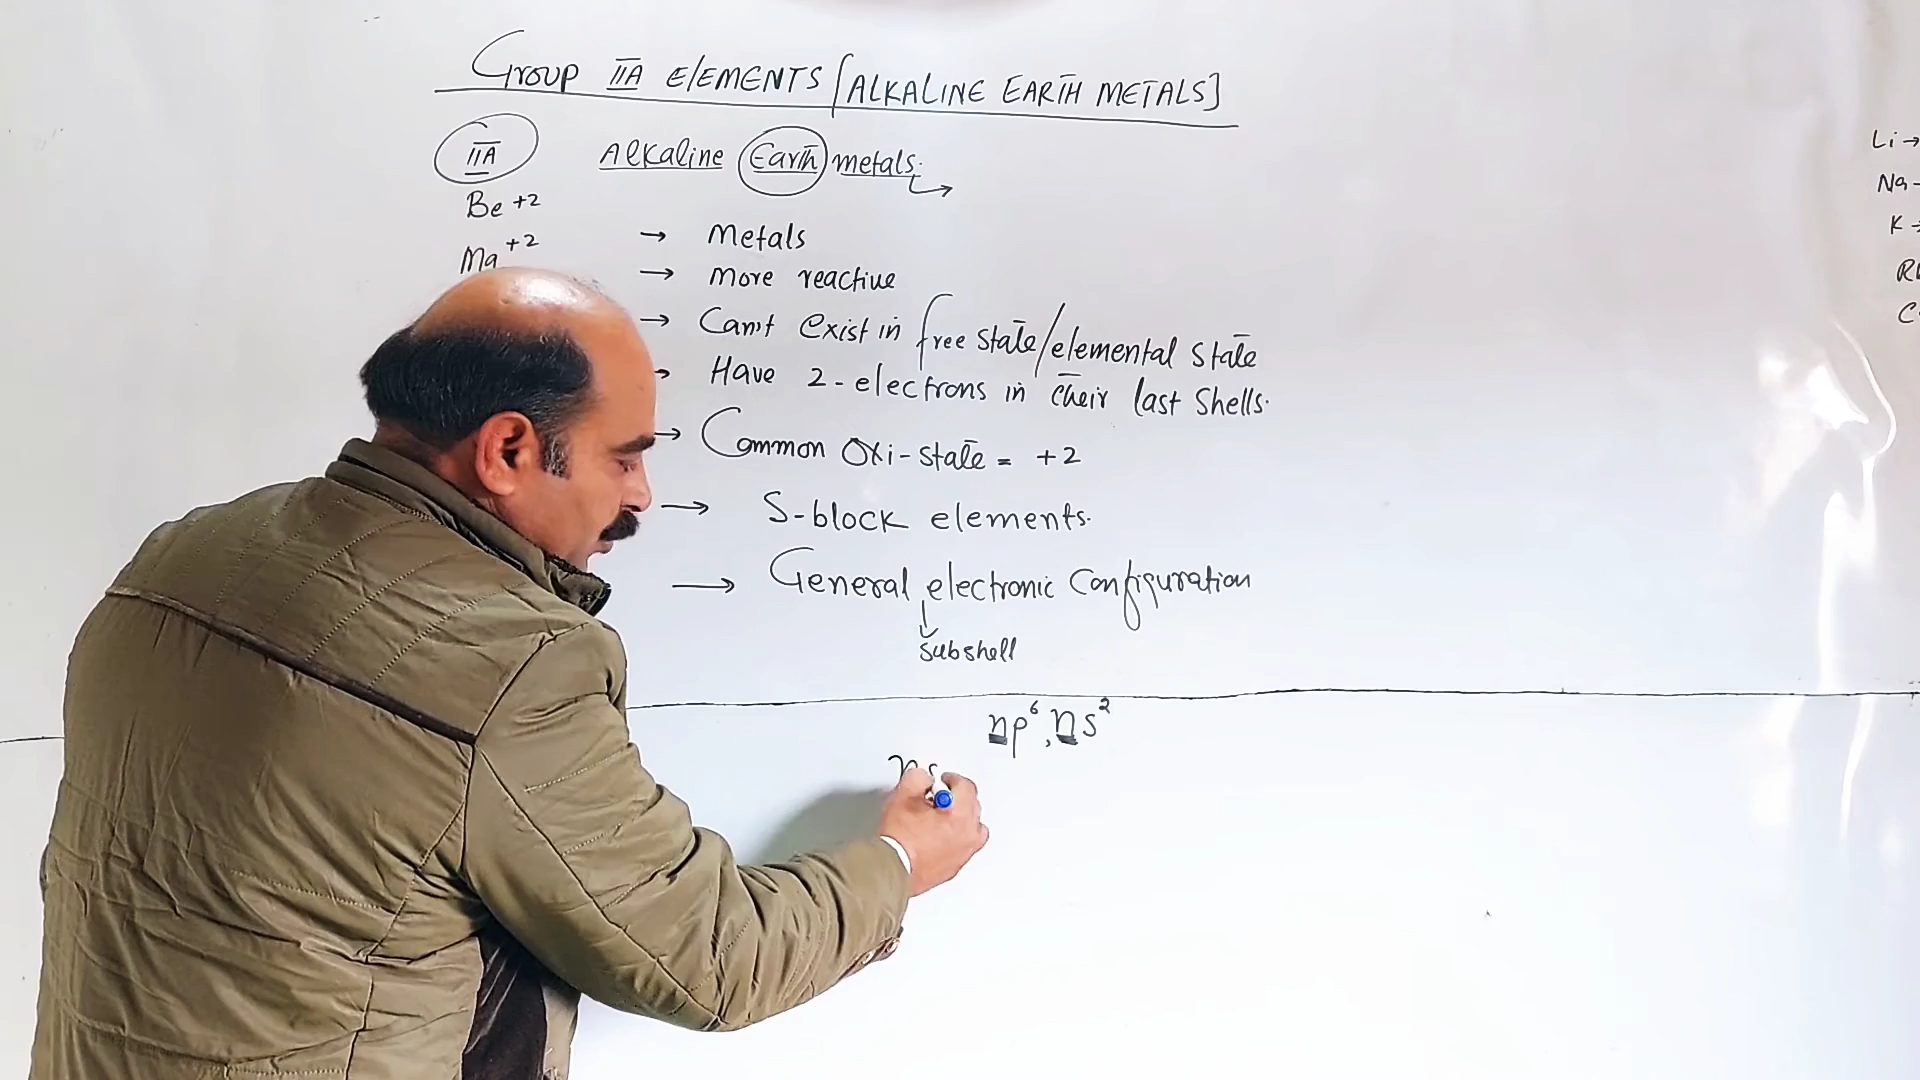 Group IIA ElEMENTS [ALKALINE EARTH METALS]
IIA
Alkaline Earth metals.
Be +2
Mg +2
→ Metals
→ More reactive
→ Can't Exist in free state/elemental state
→ Have 2-electrons in their last shells.
→ Common Oxi-state = +2
→ S-block elements.
→ General electronic Configuration
subshell
np⁶, ns²
ns
Li →
Na -
K →